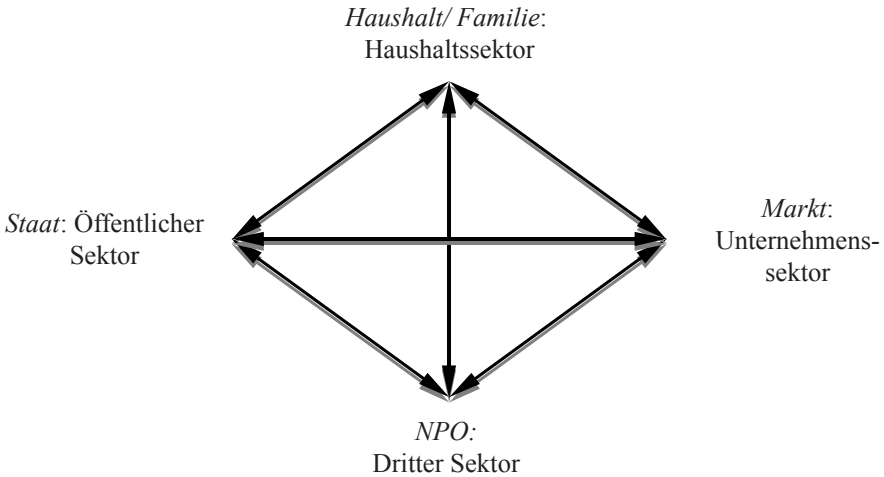 Haushalt/ Familie:
Haushaltssektor
Staat: Öffentlicher
Sektor
Markt:
Unternehmens-
sektor
NPO:
Dritter Sektor